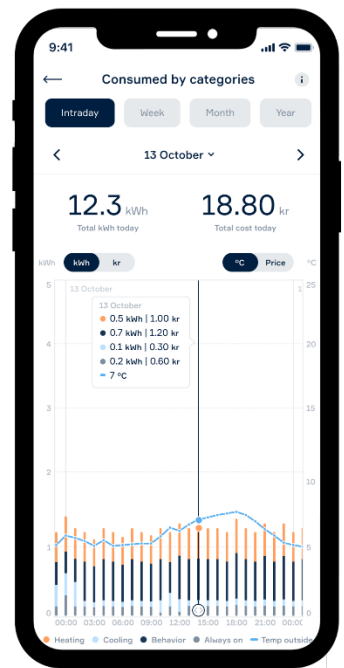 9:41
Consumed by categories
i
Intraday Week Month Year
13 October
12.3 kWh 18.80 kr
Total kWh today Total cost today
kWh kWh kr °C Price °C
5 13 October 1 25
13 October
0.5 kWh | 1.00 kr
0.7 kWh | 1.20 kr
0.1 kWh | 0.30 kr
0.2 kWh | 0.60 kr
7 °C
4 20
3 15
2 10
1 5
0 0
00:00 03:00 06:00 09:00 12:00 15:00 18:00 21:00 00:0
Heating Cooling Behavior Always on Temp outside